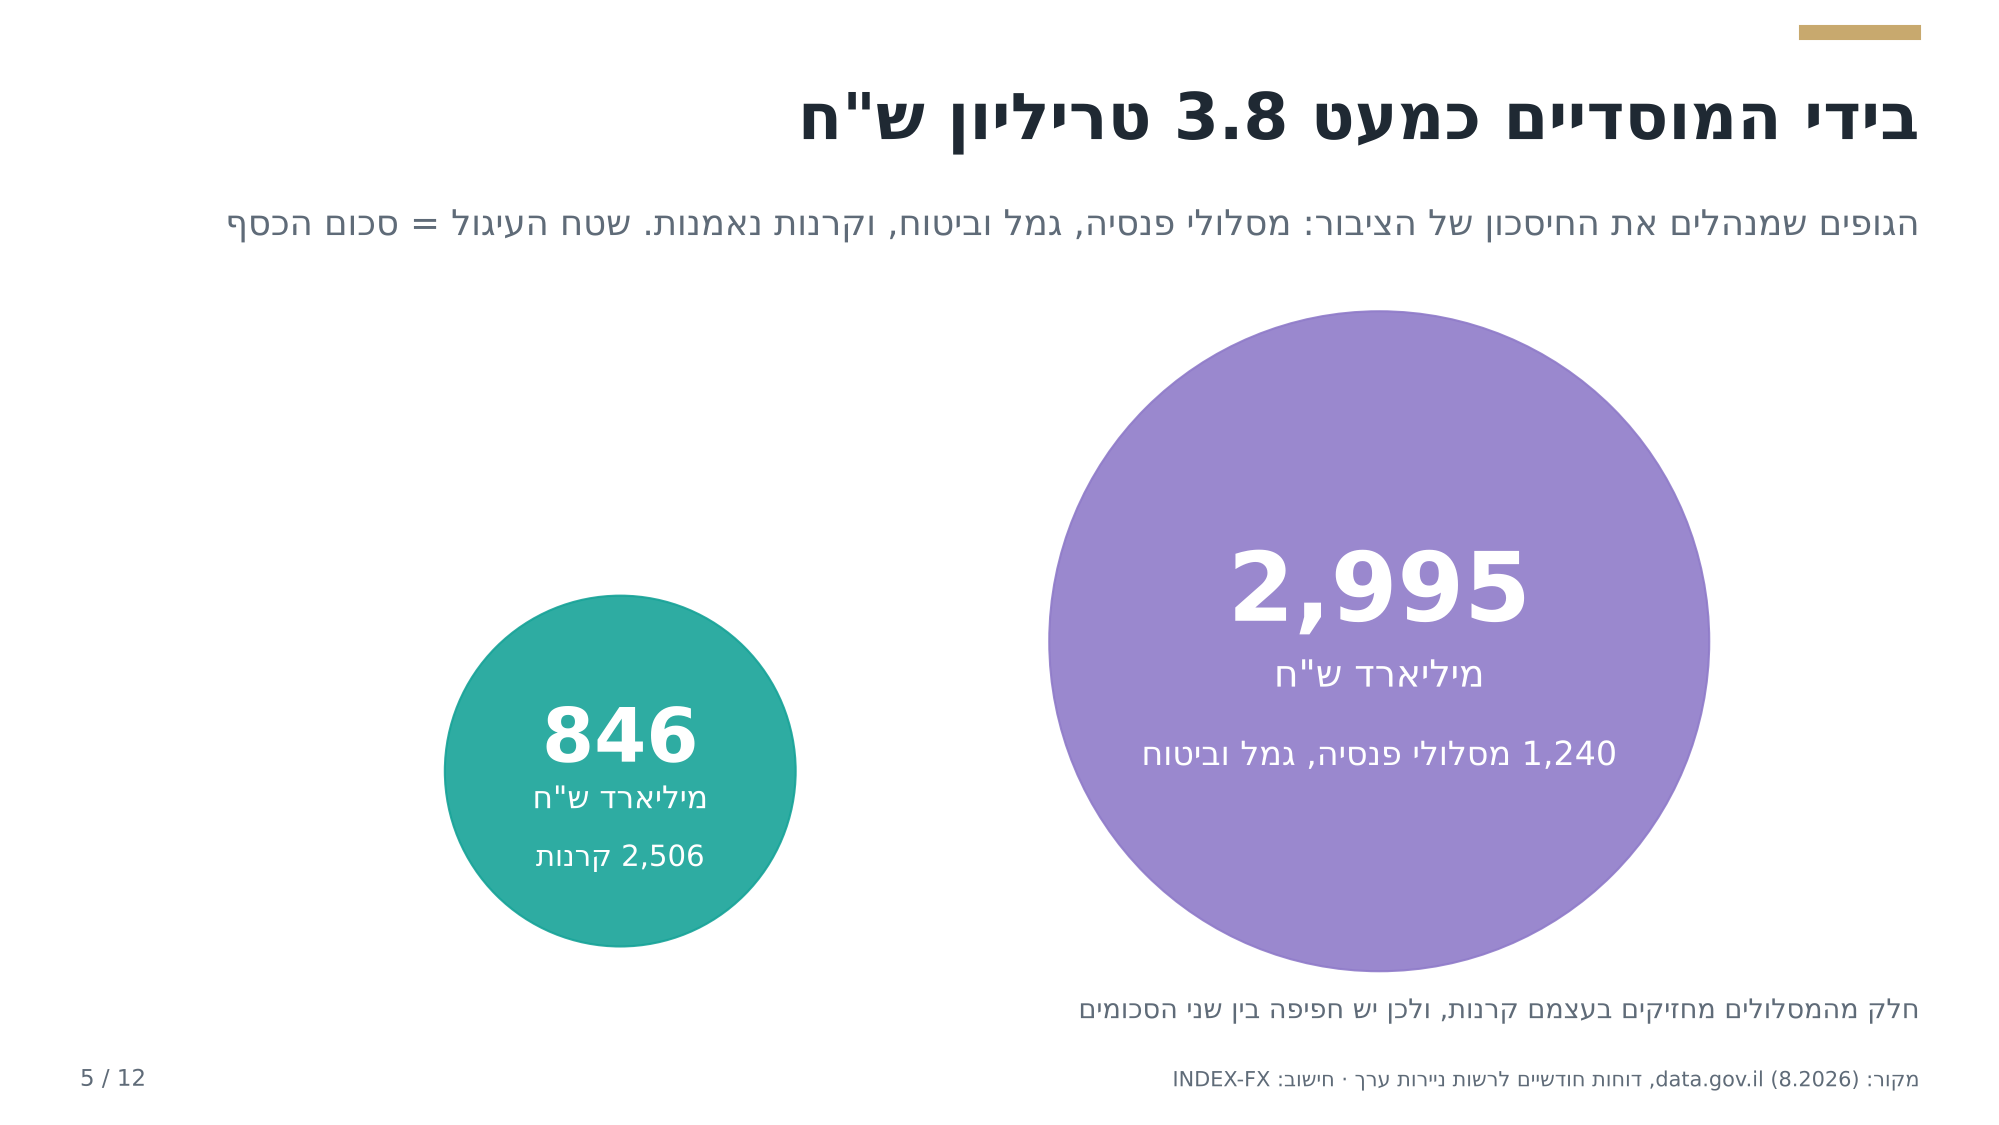 בידי המוסדיים כמעט 3.8 טריליון ש"ח
הגופים שמנהלים את החיסכון של הציבור: מסלולי פנסיה, גמל וביטוח, וקרנות נאמנות. שטח העיגול = סכום הכסף
2,995
מיליארד ש"ח
1,240 מסלולי פנסיה, גמל וביטוח
846
מיליארד ש"ח
2,506 קרנות
חלק מהמסלולים מחזיקים בעצמם קרנות, ולכן יש חפיפה בין שני הסכומים
מקור: data.gov.il (8.2026), דוחות חודשיים לרשות ניירות ערך · חישוב: INDEX-FX
5 / 12